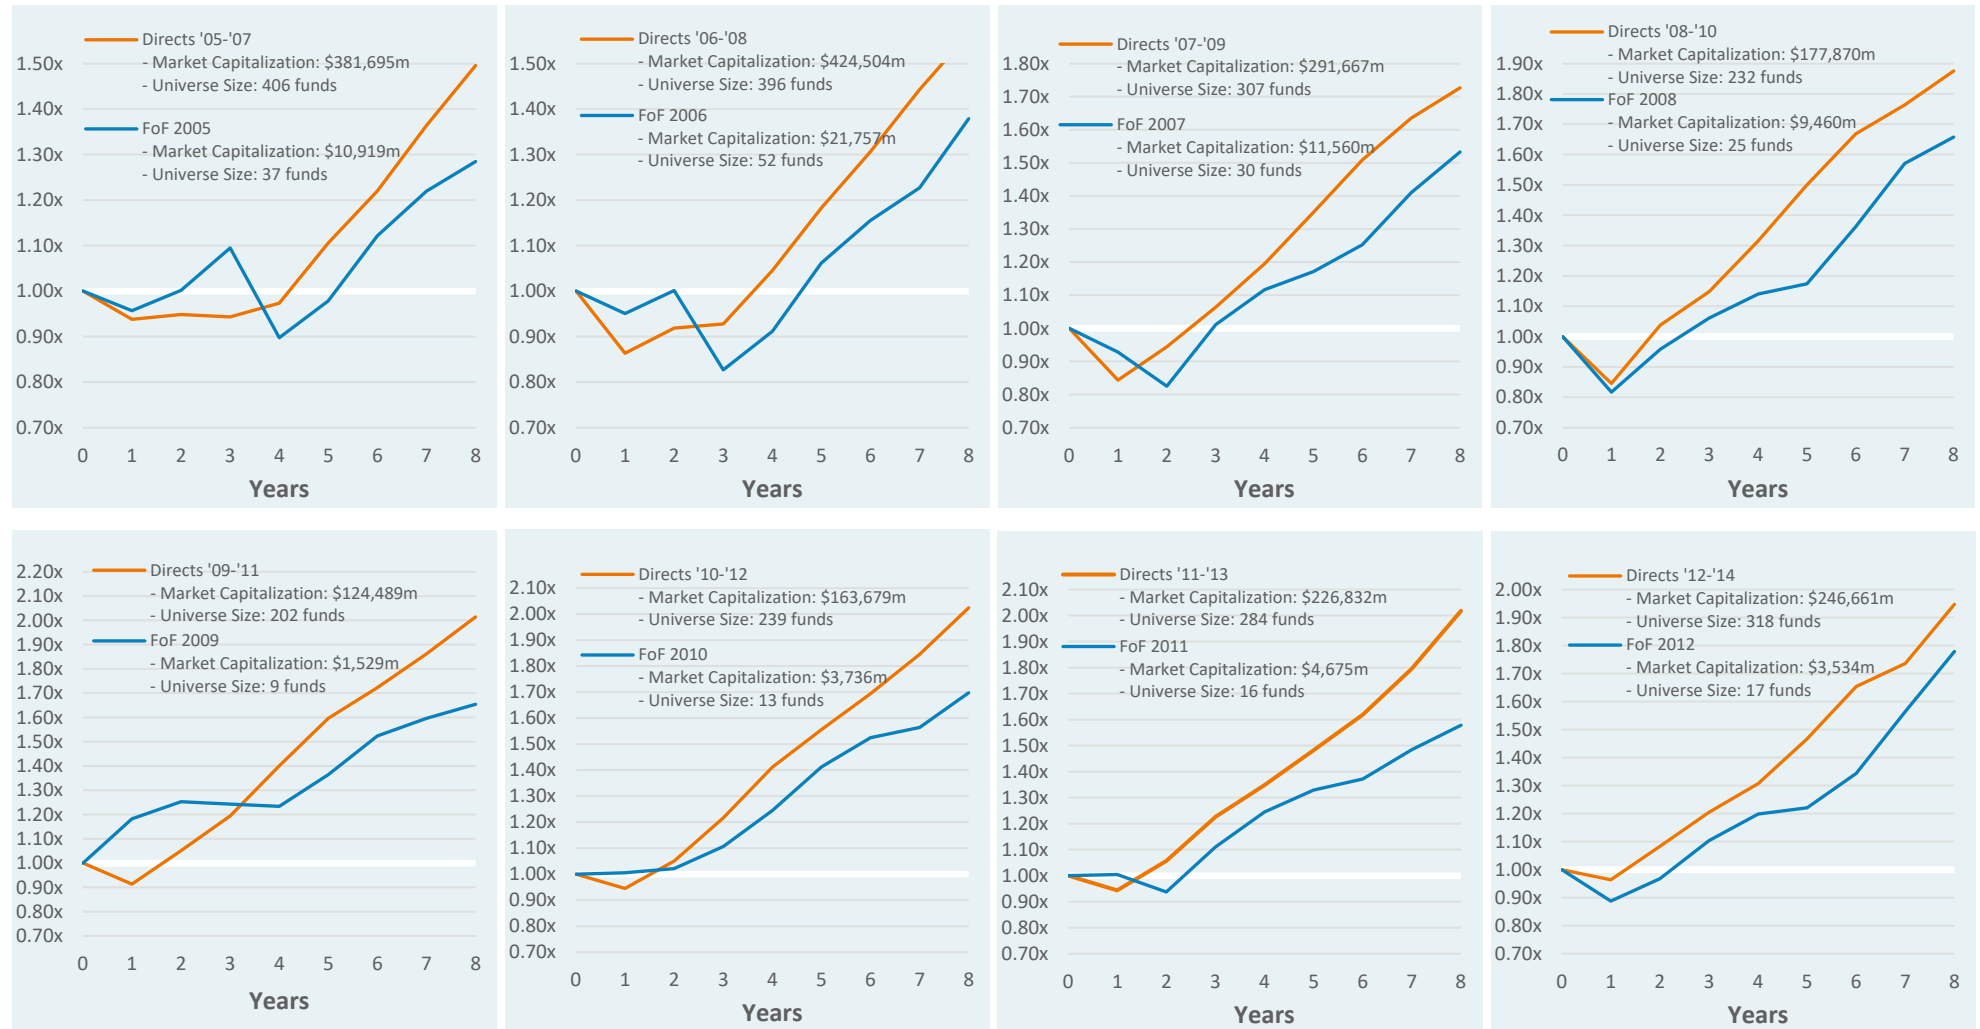 Directs '05-'07
- Market Capitalization: $381,695m
- Universe Size: 406 funds
FoF 2005
- Market Capitalization: $10,919m
- Universe Size: 37 funds
1.50x
1.40x
1.30x
1.20x
1.10x
1.00x
0.90x
0.80x
0.70x
0 1 2 3 4 5 6 7 8
Years
Directs '06-'08
- Market Capitalization: $424,504m
- Universe Size: 396 funds
FoF 2006
- Market Capitalization: $21,757m
- Universe Size: 52 funds
1.50x
1.40x
1.30x
1.20x
1.10x
1.00x
0.90x
0.80x
0.70x
0 1 2 3 4 5 6 7 8
Years
Directs '07-'09
- Market Capitalization: $291,667m
- Universe Size: 307 funds
FoF 2007
- Market Capitalization: $11,560m
- Universe Size: 30 funds
1.80x
1.70x
1.60x
1.50x
1.40x
1.30x
1.20x
1.10x
1.00x
0.90x
0.80x
0.70x
0 1 2 3 4 5 6 7 8
Years
Directs '08-'10
- Market Capitalization: $177,870m
- Universe Size: 232 funds
FoF 2008
- Market Capitalization: $9,460m
- Universe Size: 25 funds
1.90x
1.80x
1.70x
1.60x
1.50x
1.40x
1.30x
1.20x
1.10x
1.00x
0.90x
0.80x
0.70x
0 1 2 3 4 5 6 7 8
Years
Directs '09-'11
- Market Capitalization: $124,489m
- Universe Size: 202 funds
FoF 2009
- Market Capitalization: $1,529m
- Universe Size: 9 funds
2.20x
2.10x
2.00x
1.90x
1.80x
1.70x
1.60x
1.50x
1.40x
1.30x
1.20x
1.10x
1.00x
0.90x
0.80x
0.70x
0 1 2 3 4 5 6 7 8
Years
Directs '10-'12
- Market Capitalization: $163,679m
- Universe Size: 239 funds
FoF 2010
- Market Capitalization: $3,736m
- Universe Size: 13 funds
2.10x
2.00x
1.90x
1.80x
1.70x
1.60x
1.50x
1.40x
1.30x
1.20x
1.10x
1.00x
0.90x
0.80x
0.70x
0 1 2 3 4 5 6 7 8
Years
Directs '11-'13
- Market Capitalization: $226,832m
- Universe Size: 284 funds
FoF 2011
- Market Capitalization: $4,675m
- Universe Size: 16 funds
2.10x
2.00x
1.90x
1.80x
1.70x
1.60x
1.50x
1.40x
1.30x
1.20x
1.10x
1.00x
0.90x
0.80x
0.70x
0 1 2 3 4 5 6 7 8
Years
Directs '12-'14
- Market Capitalization: $246,661m
- Universe Size: 318 funds
FoF 2012
- Market Capitalization: $3,534m
- Universe Size: 17 funds
2.00x
1.90x
1.80x
1.70x
1.60x
1.50x
1.40x
1.30x
1.20x
1.10x
1.00x
0.90x
0.80x
0.70x
0 1 2 3 4 5 6 7 8
Years